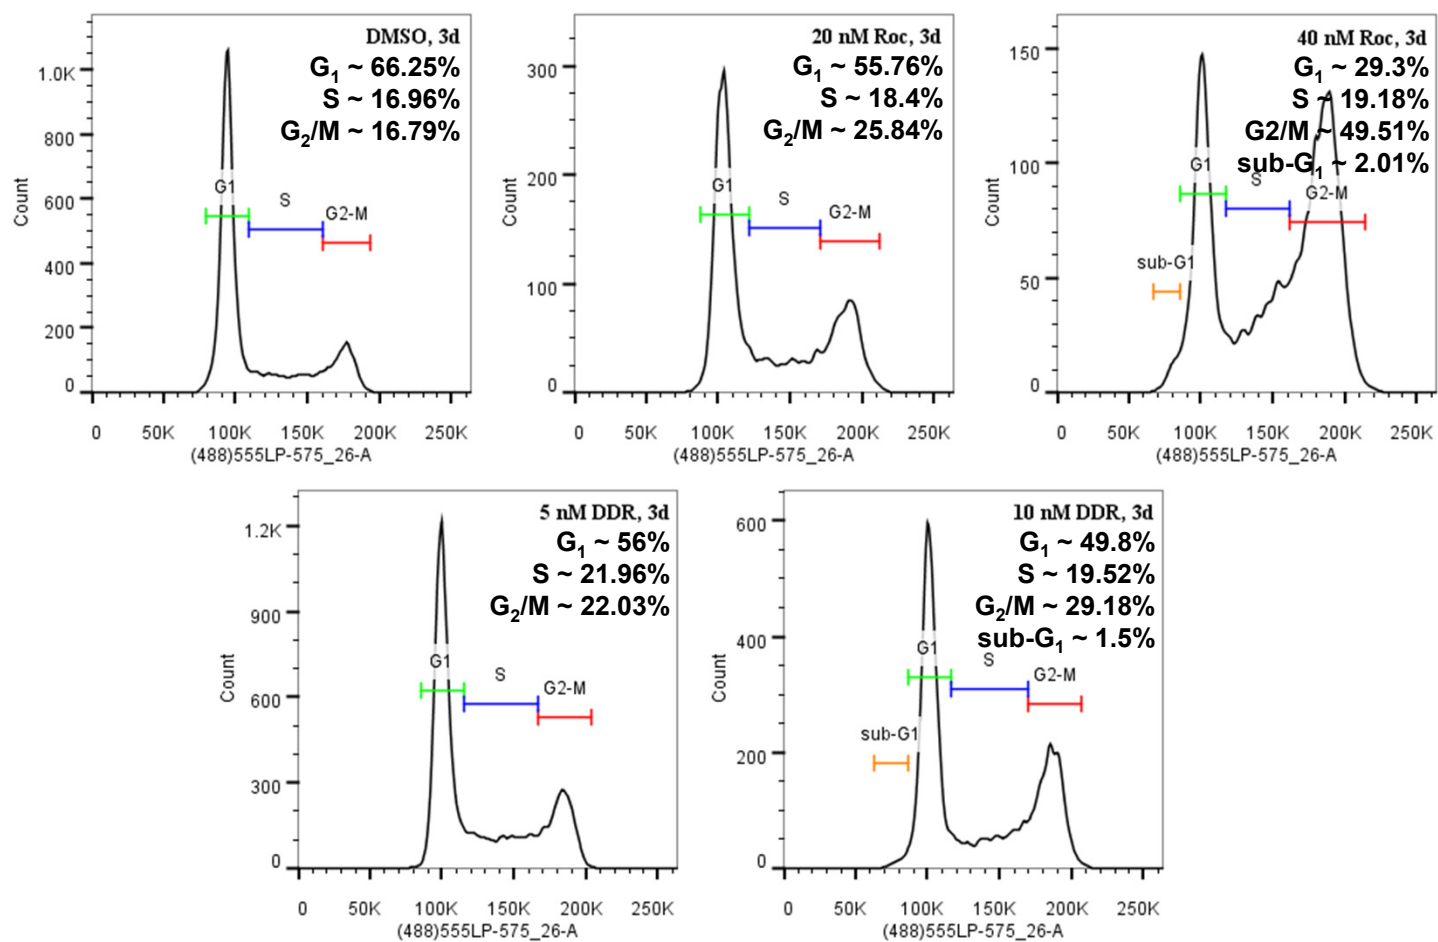 DMSO, 3d
G₁ ~ 66.25%
S ~ 16.96%
G₂/M ~ 16.79%
1.0K
800
600
400
200
0
Count
G1
S
G2-M
0 50K 100K 150K 200K 250K
(488)555LP-575_26-A
20 nM Roc, 3d
G₁ ~ 55.76%
S ~ 18.4%
G₂/M ~ 25.84%
300
200
100
0
Count
G1
S
G2-M
0 50K 100K 150K 200K 250K
(488)555LP-575_26-A
40 nM Roc, 3d
G₁ ~ 29.3%
S ~ 19.18%
G2/M ~ 49.51%
sub-G₁ ~ 2.01%
150
100
50
0
Count
G1
S
G2-M
sub-G1
0 50K 100K 150K 200K 250K
(488)555LP-575_26-A
5 nM DDR, 3d
G₁ ~ 56%
S ~ 21.96%
G₂/M ~ 22.03%
1.2K
900
600
300
0
Count
G1
S
G2-M
0 50K 100K 150K 200K 250K
(488)555LP-575_26-A
10 nM DDR, 3d
G₁ ~ 49.8%
S ~ 19.52%
G₂/M ~ 29.18%
sub-G₁ ~ 1.5%
600
400
200
0
Count
G1
S
G2-M
sub-G1
0 50K 100K 150K 200K 250K
(488)555LP-575_26-A